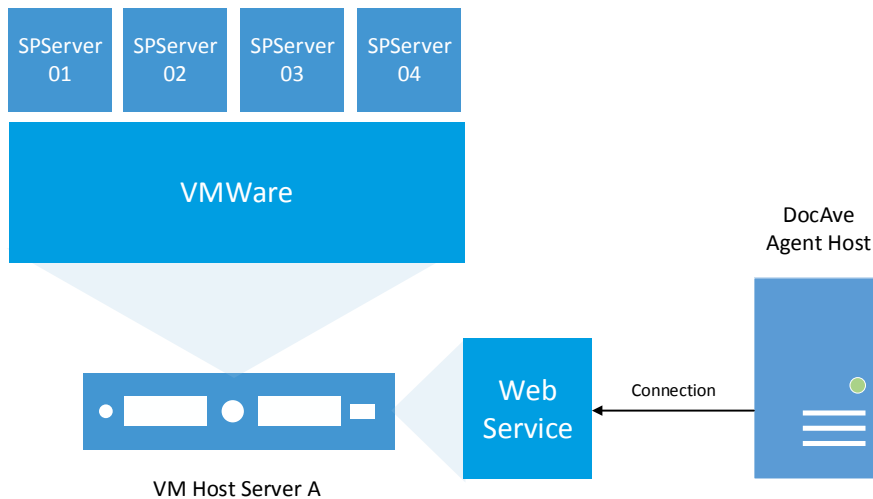 SPServer
01
SPServer
02
SPServer
03
SPServer
04
VMWare
DocAve
Agent Host
Web
Service
Connection
VM Host Server A